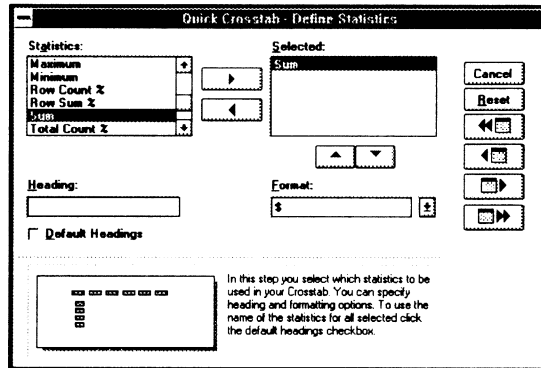 Quick Crosstab - Define Statistics
Statistics:
Maximum
Minimum
Row Count %
Row Sum %
Sum
Total Count %
Selected:
Sum
Cancel
Reset
Heading:
Format:
$
Default Headings
In this step you select which statistics to be
used in your Crosstab. You can specify
heading and formatting options. To use the
name of the statistics for all selected click
the default headings checkbox.